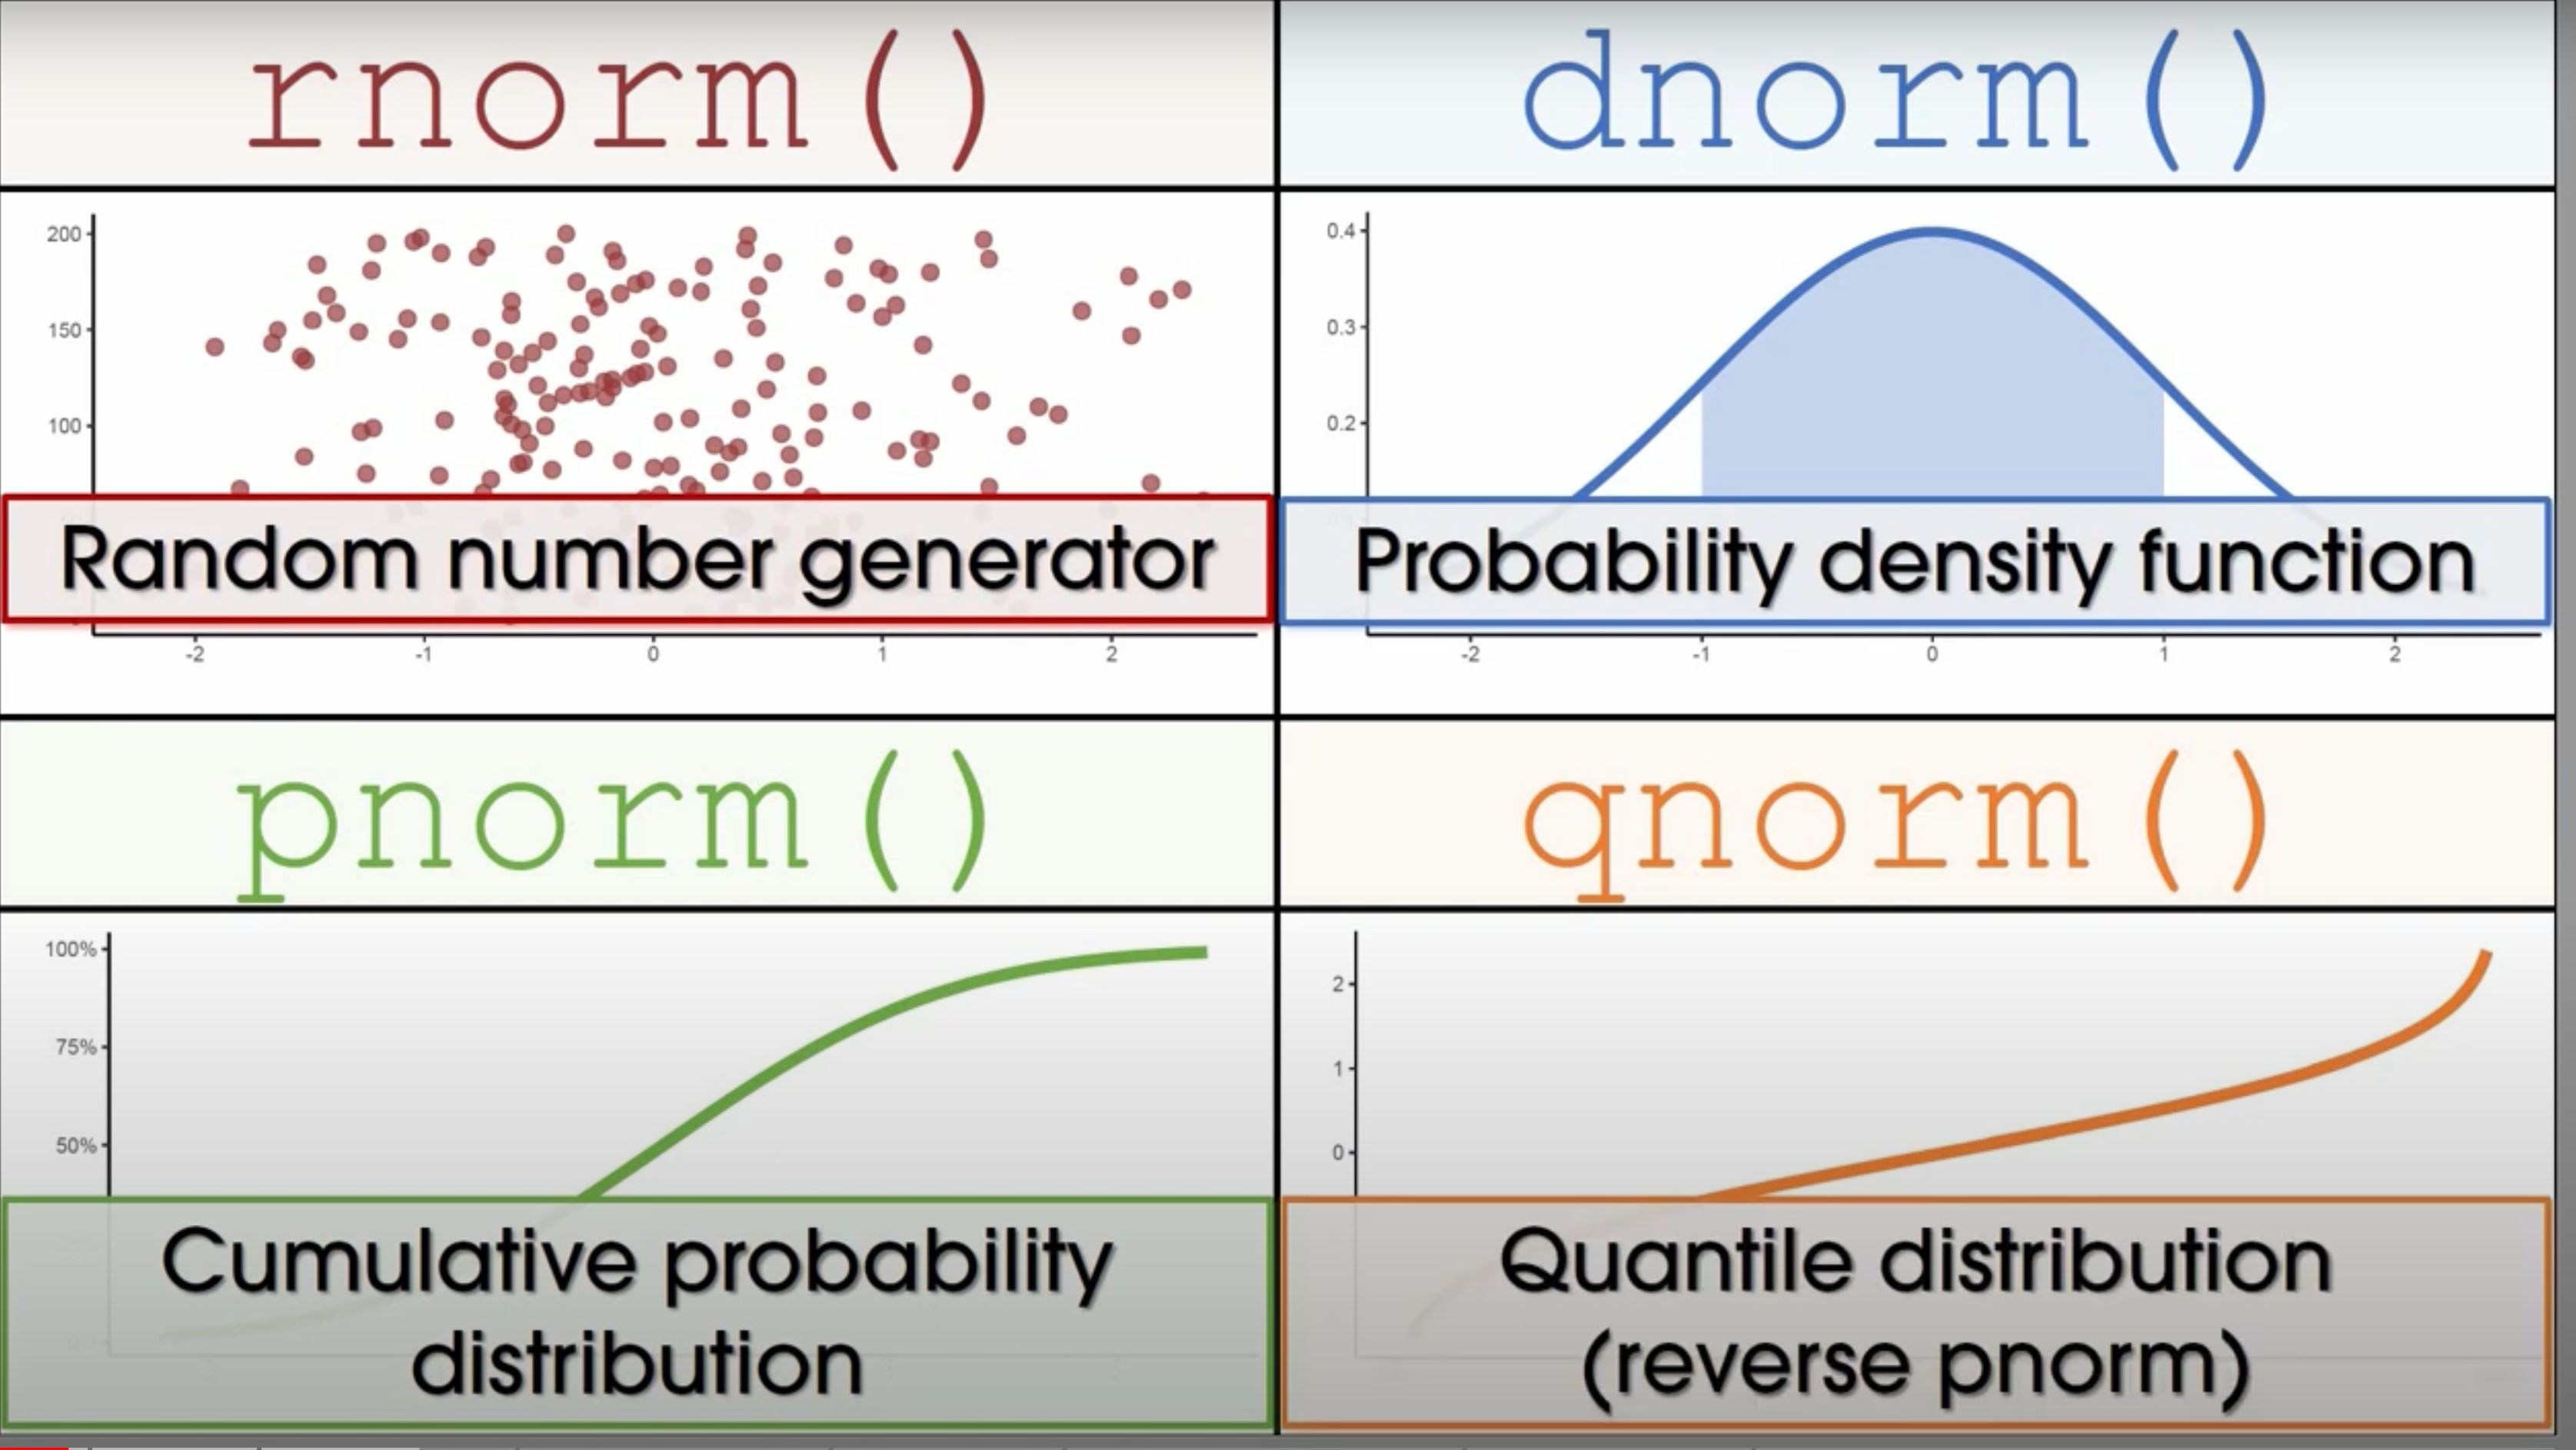 rnorm()
dnorm()
200
150
100
-2 -1 0 1 2
Random number generator
0.4
0.3
0.2
-2 -1 0 1 2
Probability density function
pnorm()
qnorm()
100%
75%
50%
Cumulative probability
distribution
2
1
0
Quantile distribution
(reverse pnorm)